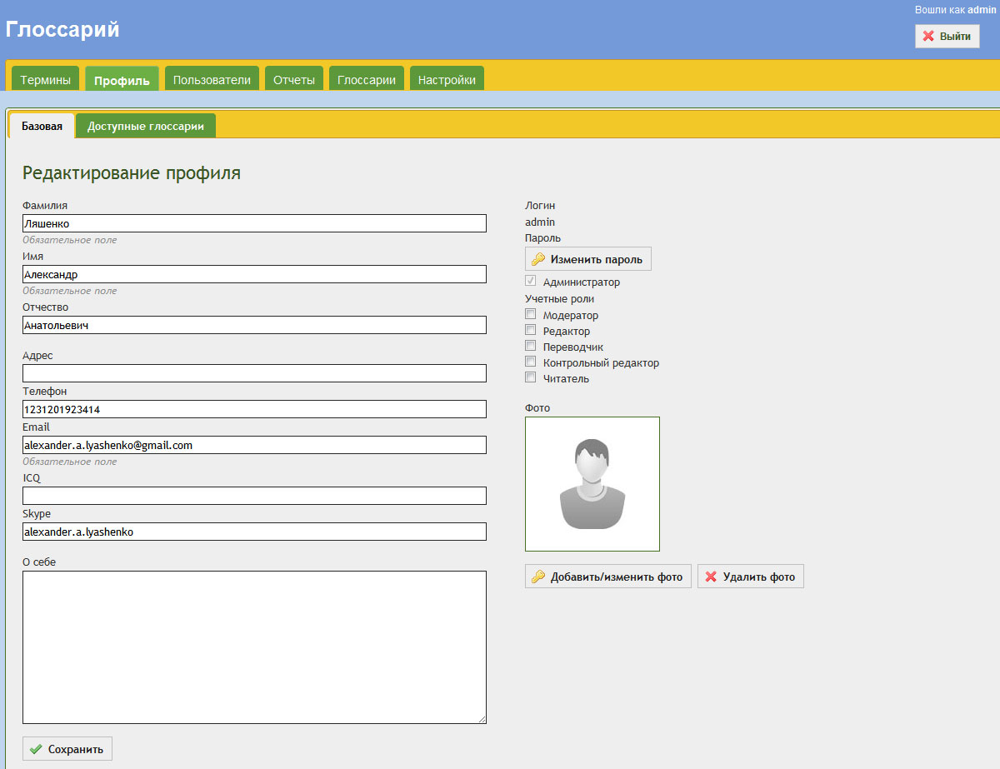 Глоссарий
Вошли как admin
Выйти
Термины Профиль Пользователи Отчеты Глоссарии Настройки
Базовая Доступные глоссарии
Редактирование профиля
Фамилия
Ляшенко
Обязательное поле
Имя
Александр
Обязательное поле
Отчество
Анатольевич
Адрес
Телефон
1231201923414
Email
alexander.a.lyashenko@gmail.com
Обязательное поле
ICQ
Skype
alexander.a.lyashenko
О себе
Сохранить
Логин
admin
Пароль
Изменить пароль
Администратор
Учетные роли
Модератор
Редактор
Переводчик
Контрольный редактор
Читатель
Фото
Добавить/изменить фото Удалить фото